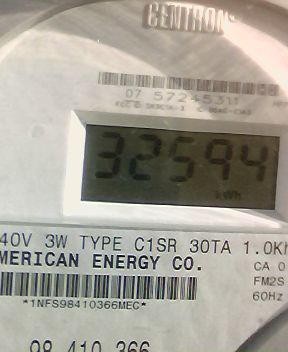 CENTRON
07 57245311
32594
kWh
40V 3W TYPE C1SR 30TA 1.0K
MERICAN ENERGY CO.
CA 0
FM2S
60Hz
*1NFS98410366MEC*
98 410 366